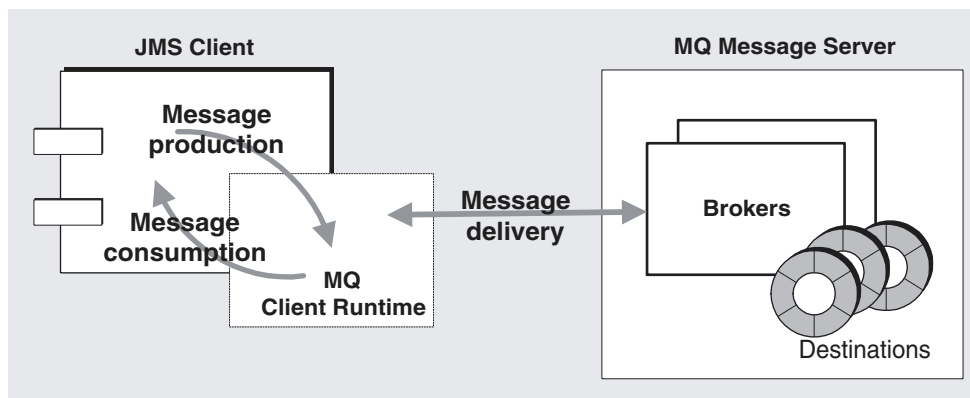 JMS Client
MQ Message Server
Message
production
Message
consumption
MQ
Client Runtime
Message
delivery
Brokers
Destinations